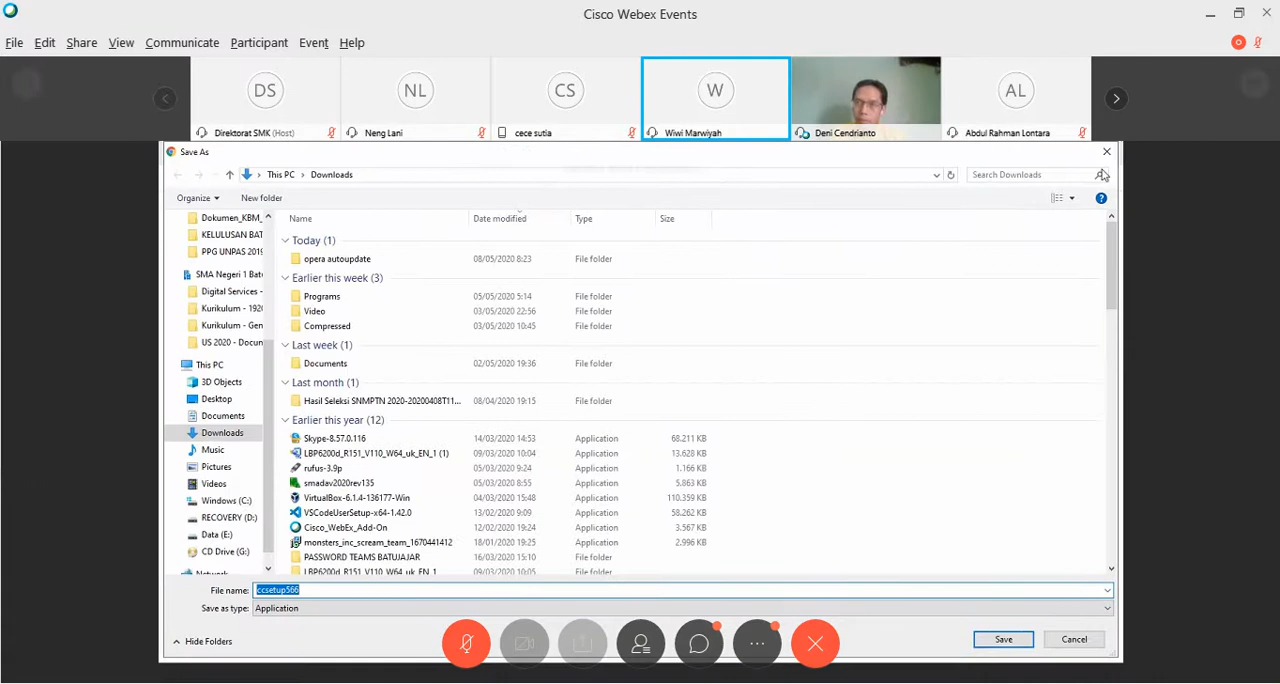 Cisco Webex Events
File Edit Share View Communicate Participant Event Help
DS NL CS W AL
Direktorat SMK (Host) Neng Lani cece sutia Wiwi Marwiyah Deni Cendrianto Abdul Rahman Lontara
Save As
This PC > Downloads Search Downloads
Organize New folder
Name Date modified Type Size
Dokumen_KBM_
KELULUSAN BAT
PPG UNPAS 2019
SMA Negeri 1 Bat
Digital Services -
Kurikulum - 192
Kurikulum - Gen
US 2020 - Docun
This PC
3D Objects
Desktop
Documents
Downloads
Music
Pictures
Videos
Windows (C:)
RECOVERY (D:)
Data (E:)
CD Drive (G:)
Network
Today (1)
opera autoupdate 08/05/2020 8:23 File folder
Earlier this week (3)
Programs 05/05/2020 5:14 File folder
Video 03/05/2020 22:56 File folder
Compressed 03/05/2020 10:45 File folder
Last week (1)
Documents 02/05/2020 19:36 File folder
Last month (1)
Hasil Seleksi SNMPTN 2020-20200408T11... 08/04/2020 19:15 File folder
Earlier this year (12)
Skype-8.57.0.116 14/03/2020 14:53 Application 68.211 KB
LBP6200d_R151_V110_W64_uk_EN_1 (1) 09/03/2020 10:04 Application 13.628 KB
rufus-3.9p 05/03/2020 9:24 Application 1.166 KB
smadav2020rev135 05/03/2020 8:55 Application 5.863 KB
VirtualBox-6.1.4-136177-Win 04/03/2020 15:48 Application 110.359 KB
VSCodeUserSetup-x64-1.42.0 13/02/2020 9:09 Application 58.262 KB
Cisco_WebEx_Add-On 12/02/2020 19:24 Application 3.567 KB
monsters_inc_scream_team_1670441412 18/01/2020 19:25 Application 2.996 KB
PASSWORD TEAMS BATUJAJAR 16/03/2020 15:10 File folder
LBP6200d_R151_V110_W64_uk_EN_1 09/03/2020 10:05 File folder
File name: ccsetup566
Save as type: Application
Hide Folders Save Cancel